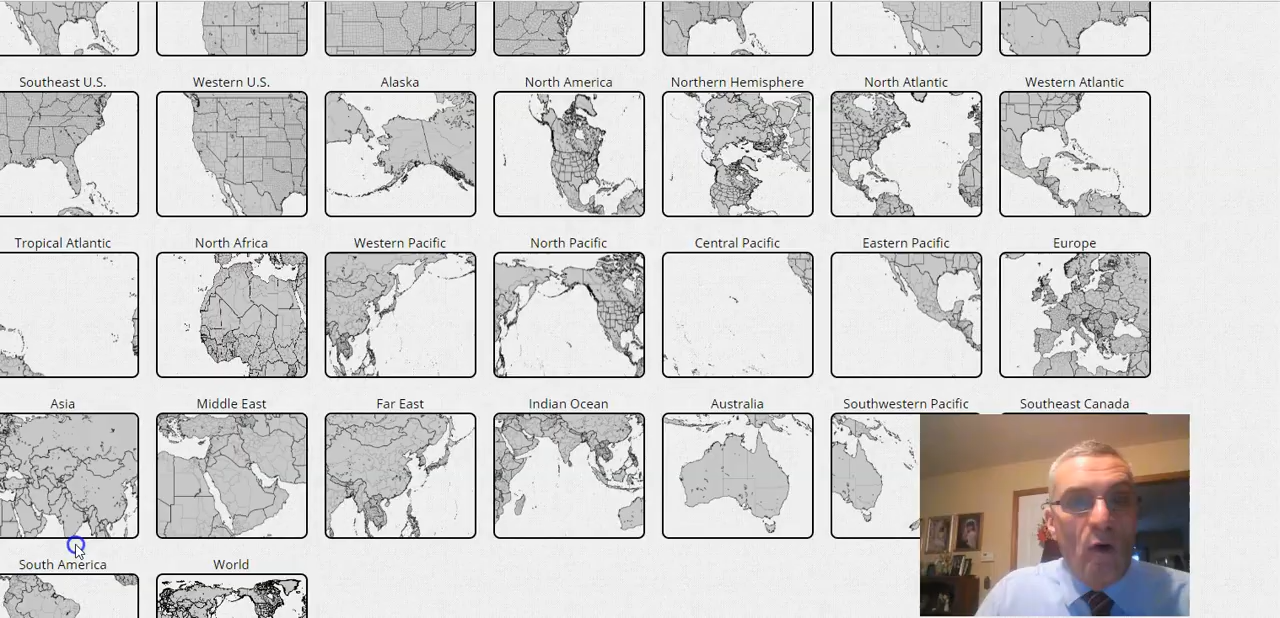 Southeast U.S. Western U.S. Alaska North America Northern Hemisphere North Atlantic Western Atlantic
Tropical Atlantic North Africa Western Pacific North Pacific Central Pacific Eastern Pacific Europe
Asia Middle East Far East Indian Ocean Australia Southwestern Pacific Southeast Canada
South America World